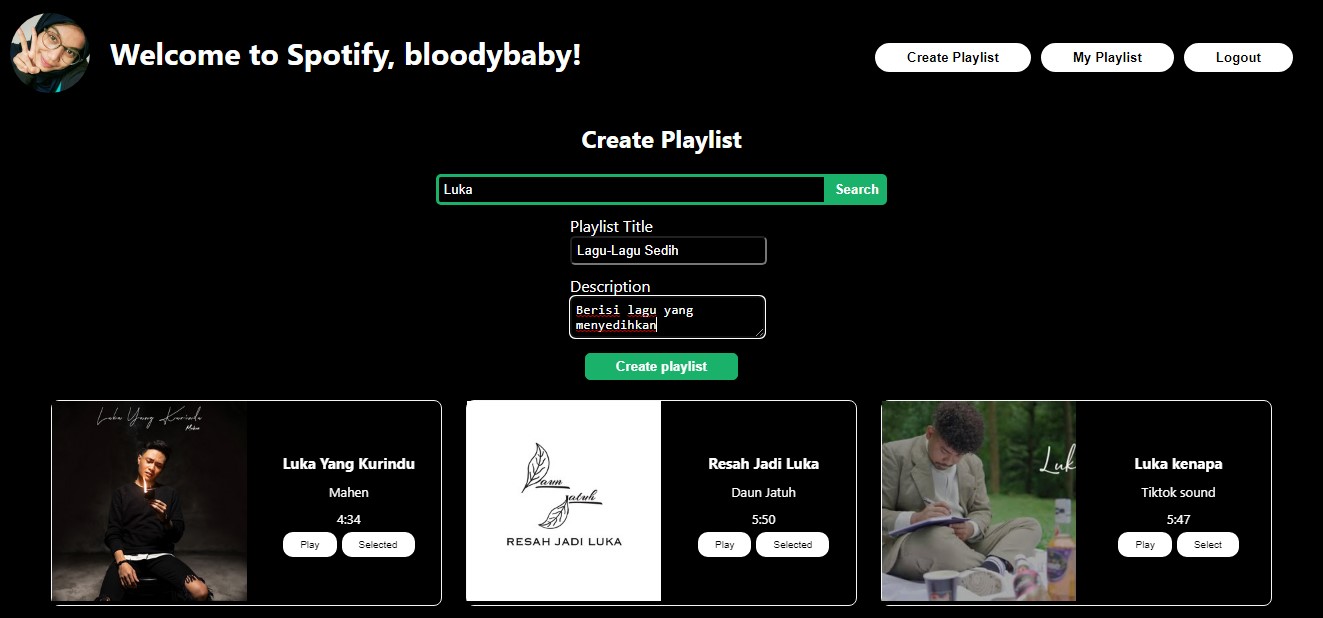 Welcome to Spotify, bloodybaby!
Create Playlist
My Playlist
Logout
Create Playlist
Luka
Search
Playlist Title
Lagu-Lagu Sedih
Description
Berisi lagu yang
menyedihkan
Create playlist
Luka Yang Kurindu
Mahen
Luka Yang Kurindu
Mahen
4:34
Play
Selected
Daun
Jatuh
RESAH JADI LUKA
Resah Jadi Luka
Daun Jatuh
5:50
Play
Selected
Luk
Luka kenapa
Tiktok sound
5:47
Play
Select